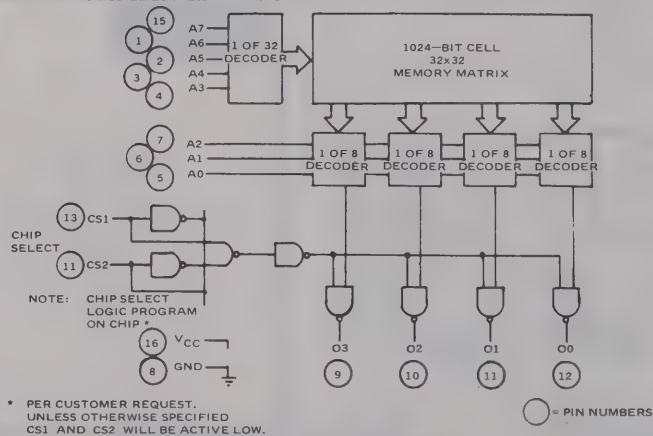 15 A7
1 A6
2 A5
3 A4
4 A3
1 OF 32
DECODER
1024—BIT CELL
32x32
MEMORY MATRIX
7 A2
6 A1
5 A0
1 OF 8
DECODER
1 OF 8
DECODER
1 OF 8
DECODER
1 OF 8
DECODER
13 CS1
CHIP
SELECT
11 CS2
NOTE: CHIP SELECT
LOGIC PROGRAM
ON CHIP *
16 VCC
8 GND
O3 O2 O1 O0
9 10 11 12
* PER CUSTOMER REQUEST.
UNLESS OTHERWISE SPECIFIED
CS1 AND CS2 WILL BE ACTIVE LOW.
= PIN NUMBERS